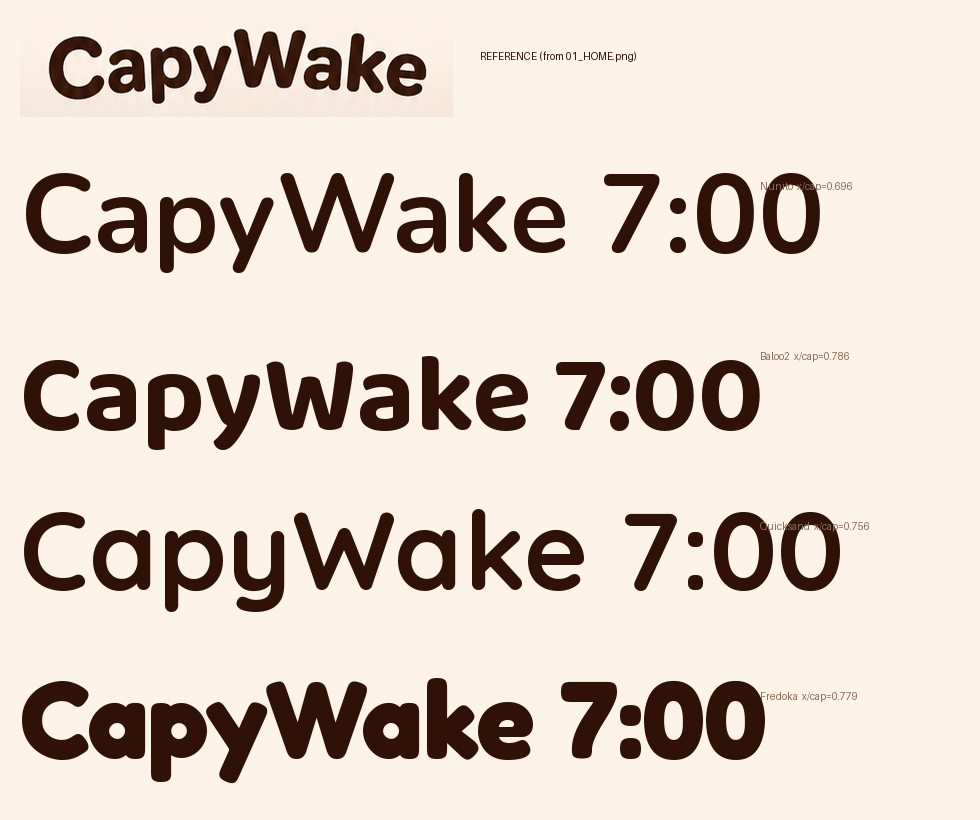 CapyWake
REFERENCE (from 01_HOME.png)
CapyWake 7:00
Nunito x/cap=0.696
CapyWake 7:00
Baloo2 x/cap=0.786
CapyWake 7:00
Quicksand x/cap=0.756
CapyWake 7:00
Fredoka x/cap=0.779